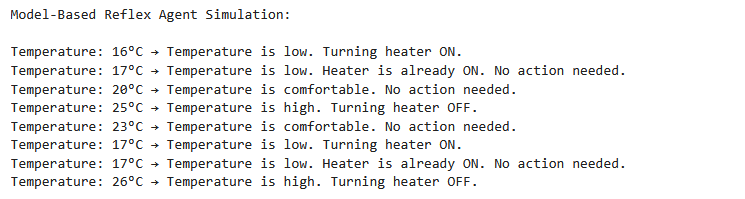 Model-Based Reflex Agent Simulation:
Temperature: 16°C → Temperature is low. Turning heater ON.
Temperature: 17°C → Temperature is low. Heater is already ON. No action needed.
Temperature: 20°C → Temperature is comfortable. No action needed.
Temperature: 25°C → Temperature is high. Turning heater OFF.
Temperature: 23°C → Temperature is comfortable. No action needed.
Temperature: 17°C → Temperature is low. Turning heater ON.
Temperature: 17°C → Temperature is low. Heater is already ON. No action needed.
Temperature: 26°C → Temperature is high. Turning heater OFF.